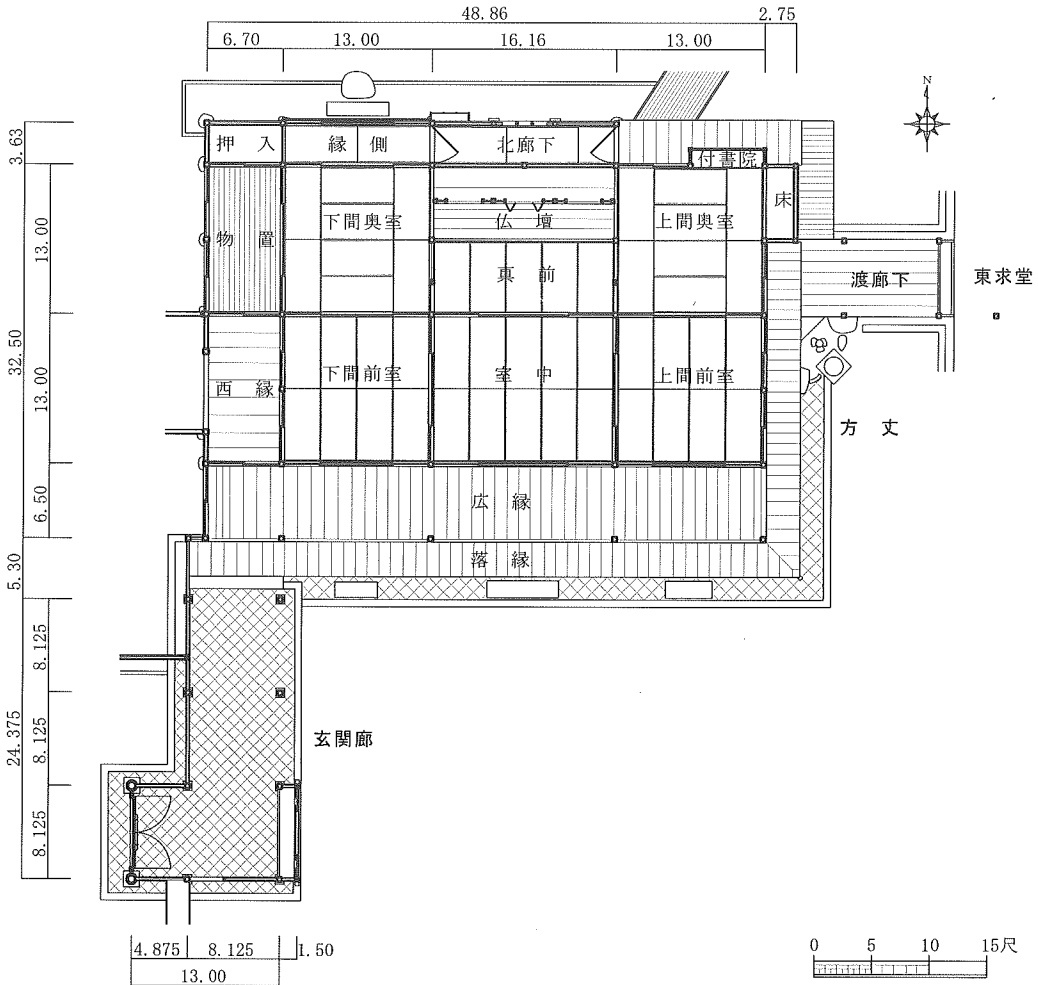 48.86
2.75
6.70
13.00
16.16
13.00
N
3.63
押入
縁側
北廊下
付書院
床
13.00
物置
下間奥室
仏壇
上間奥室
真前
渡廊下
東求堂
32.50
13.00
西縁
下間前室
室中
上間前室
方丈
6.50
広縁
5.30
落縁
8.125
24.375
8.125
玄関廊
8.125
4.875
8.125
1.50
13.00
0
5
10
15尺